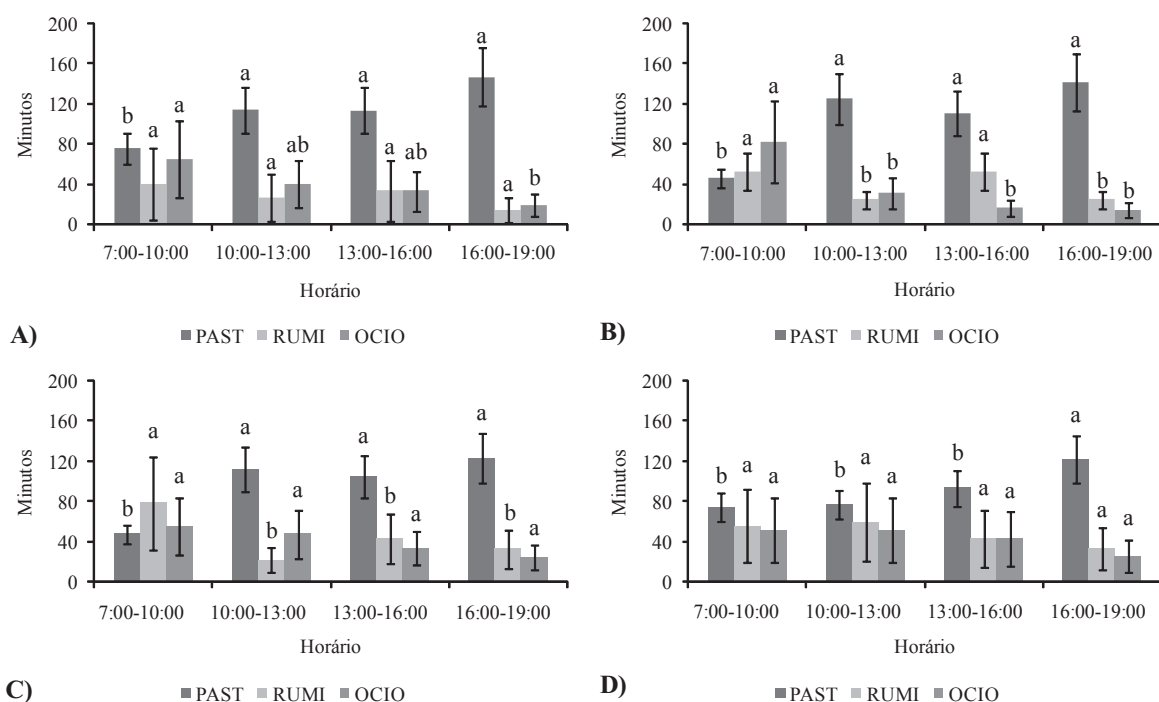 200
160
120
80
40
0
Minutos
b a a
a a ab
a a ab
a a b
7:00-10:00 10:00-13:00 13:00-16:00 16:00-19:00
Horário
A) PAST RUMI OCIO
200
160
120
80
40
0
Minutos
b a a
a b b
a a b
a b b
7:00-10:00 10:00-13:00 13:00-16:00 16:00-19:00
Horário
B) PAST RUMI OCIO
200
160
120
80
40
0
Minutos
b a a
a b a
a b a
a b a
7:00-10:00 10:00-13:00 13:00-16:00 16:00-19:00
Horário
C) PAST RUMI OCIO
200
160
120
80
40
0
Minutos
b a a
b a a
b a a
a a a
7:00-10:00 10:00-13:00 13:00-16:00 16:00-19:00
Horário
D) PAST RUMI OCIO